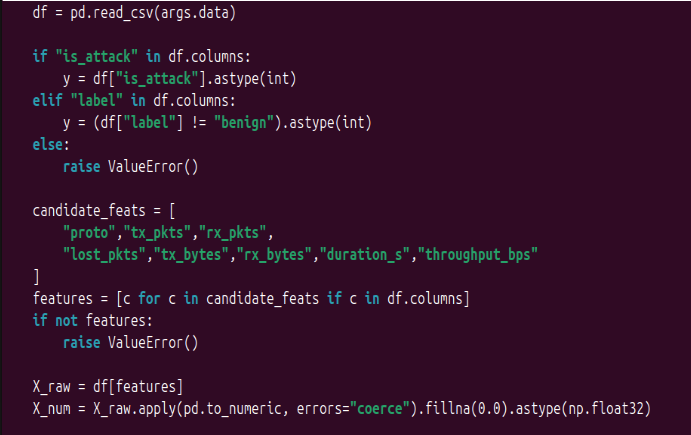 df = pd.read_csv(args.data)
if "is_attack" in df.columns:
    y = df["is_attack"].astype(int)
elif "label" in df.columns:
    y = (df["label"] != "benign").astype(int)
else:
    raise ValueError()
candidate_feats = [
    "proto","tx_pkts","rx_pkts",
    "lost_pkts","tx_bytes","rx_bytes","duration_s","throughput_bps"
]
features = [c for c in candidate_feats if c in df.columns]
if not features:
    raise ValueError()
X_raw = df[features]
X_num = X_raw.apply(pd.to_numeric, errors="coerce").fillna(0.0).astype(np.float32)